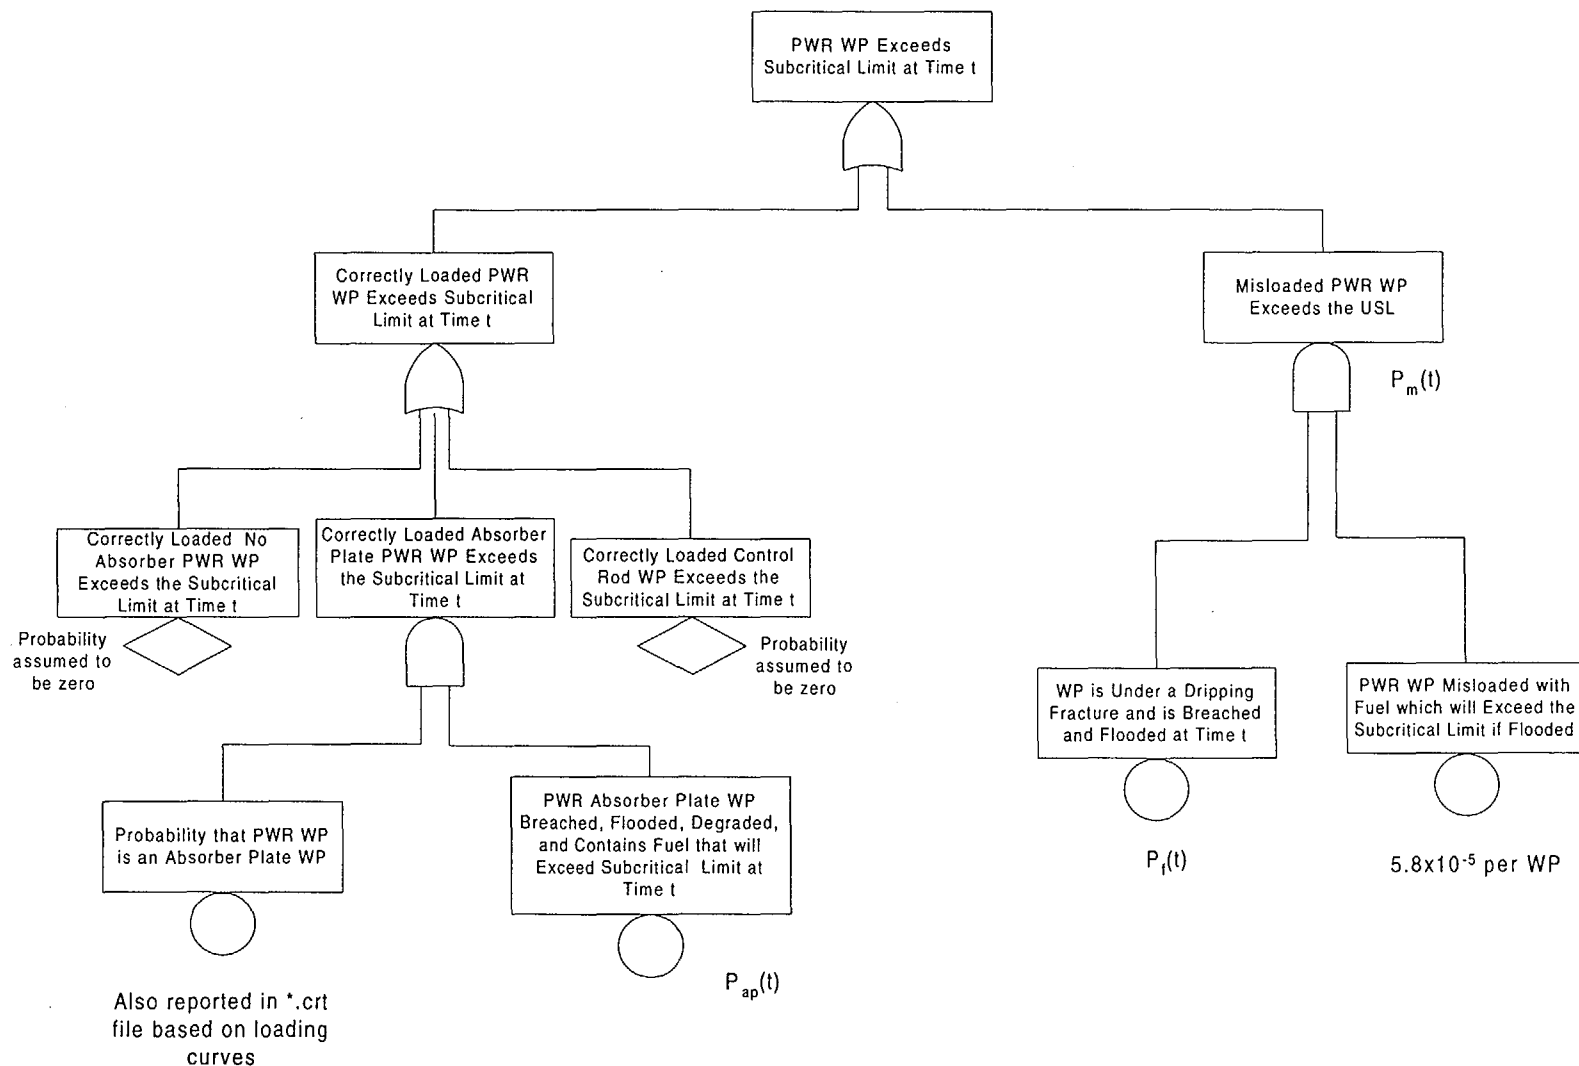 PWR WP Exceeds
Subcritical Limit at Time t
Correctly Loaded PWR
WP Exceeds Subcritical
Limit at Time t
Misloaded PWR WP
Exceeds the USL
P_m(t)
Correctly Loaded No
Absorber PWR WP
Exceeds the Subcritical
Limit at Time t
Probability
assumed to
be zero
Correctly Loaded Absorber
Plate PWR WP Exceeds
the Subcritical Limit at
Time t
Correctly Loaded Control
Rod WP Exceeds the
Subcritical Limit at Time t
Probability
assumed to
be zero
WP is Under a Dripping
Fracture and is Breached
and Flooded at Time t
P_f(t)
PWR WP Misloaded with
Fuel which will Exceed the
Subcritical Limit if Flooded
5.8x10^-5 per WP
Probability that PWR WP
is an Absorber Plate WP
Also reported in *.crt
file based on loading
curves
PWR Absorber Plate WP
Breached, Flooded, Degraded,
and Contains Fuel that will
Exceed Subcritical Limit at
Time t
P_ap(t)